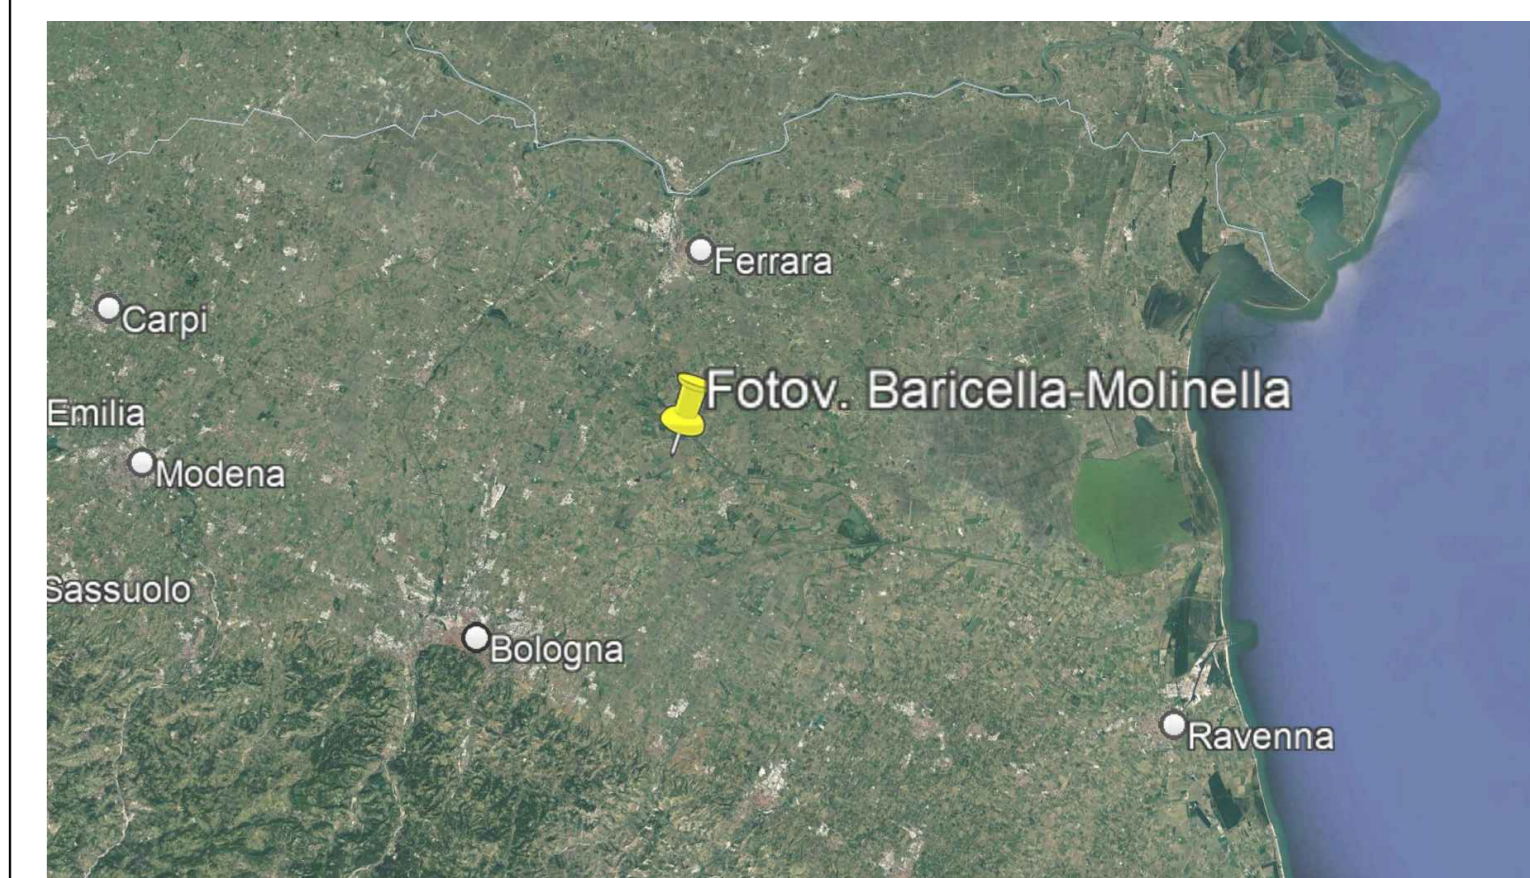 Ferrara
Carpi
Fotov. Baricella-Molinella
Emilia
Modena
Sassuolo
Bologna
Ravenna